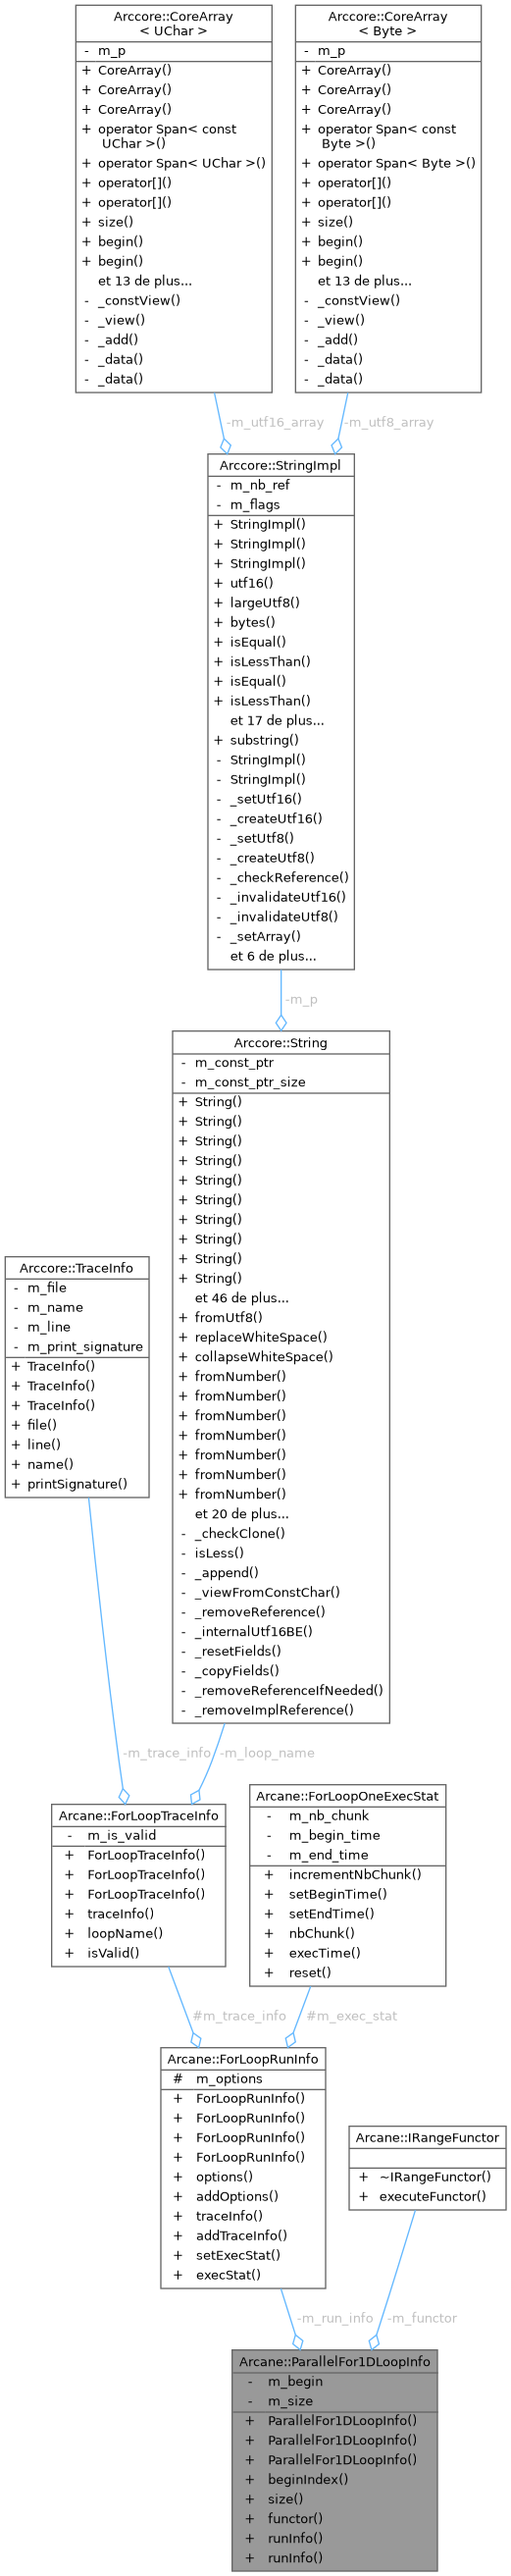 Arccore::CoreArray
< UChar >
- m_p
+ CoreArray()
+ CoreArray()
+ CoreArray()
+ operator Span< const
UChar >()
+ operator Span< UChar >()
+ operator[]()
+ operator[]()
+ size()
+ begin()
+ begin()
et 13 de plus...
- _constView()
- _view()
- _add()
- _data()
- _data()
Arccore::CoreArray
< Byte >
- m_p
+ CoreArray()
+ CoreArray()
+ CoreArray()
+ operator Span< const
Byte >()
+ operator Span< Byte >()
+ operator[]()
+ operator[]()
+ size()
+ begin()
+ begin()
et 13 de plus...
- _constView()
- _view()
- _add()
- _data()
- _data()
-m_utf16_array
-m_utf8_array
Arccore::StringImpl
- m_nb_ref
- m_flags
+ StringImpl()
+ StringImpl()
+ StringImpl()
+ utf16()
+ largeUtf8()
+ bytes()
+ isEqual()
+ isLessThan()
+ isEqual()
+ isLessThan()
et 17 de plus...
+ substring()
- StringImpl()
- StringImpl()
- _setUtf16()
- _createUtf16()
- _setUtf8()
- _createUtf8()
- _checkReference()
- _invalidateUtf16()
- _invalidateUtf8()
- _setArray()
et 6 de plus...
-m_p
Arccore::String
- m_const_ptr
- m_const_ptr_size
+ String()
+ String()
+ String()
+ String()
+ String()
+ String()
+ String()
+ String()
+ String()
+ String()
et 46 de plus...
+ fromUtf8()
+ replaceWhiteSpace()
+ collapseWhiteSpace()
+ fromNumber()
+ fromNumber()
+ fromNumber()
+ fromNumber()
+ fromNumber()
+ fromNumber()
+ fromNumber()
et 20 de plus...
- _checkClone()
- isLess()
- _append()
- _viewFromConstChar()
- _removeReference()
- _internalUtf16BE()
- _resetFields()
- _copyFields()
- _removeReferenceIfNeeded()
- _removeImplReference()
Arccore::TraceInfo
- m_file
- m_name
- m_line
- m_print_signature
+ TraceInfo()
+ TraceInfo()
+ TraceInfo()
+ file()
+ line()
+ name()
+ printSignature()
-m_trace_info
-m_loop_name
Arcane::ForLoopTraceInfo
- m_is_valid
+ ForLoopTraceInfo()
+ ForLoopTraceInfo()
+ ForLoopTraceInfo()
+ traceInfo()
+ loopName()
+ isValid()
Arcane::ForLoopOneExecStat
- m_nb_chunk
- m_begin_time
- m_end_time
+ incrementNbChunk()
+ setBeginTime()
+ setEndTime()
+ nbChunk()
+ execTime()
+ reset()
#m_trace_info
#m_exec_stat
Arcane::ForLoopRunInfo
# m_options
+ ForLoopRunInfo()
+ ForLoopRunInfo()
+ ForLoopRunInfo()
+ ForLoopRunInfo()
+ options()
+ addOptions()
+ traceInfo()
+ addTraceInfo()
+ setExecStat()
+ execStat()
Arcane::IRangeFunctor
+ ~IRangeFunctor()
+ executeFunctor()
-m_run_info
-m_functor
Arcane::ParallelFor1DLoopInfo
- m_begin
- m_size
+ ParallelFor1DLoopInfo()
+ ParallelFor1DLoopInfo()
+ ParallelFor1DLoopInfo()
+ beginIndex()
+ size()
+ functor()
+ runInfo()
+ runInfo()